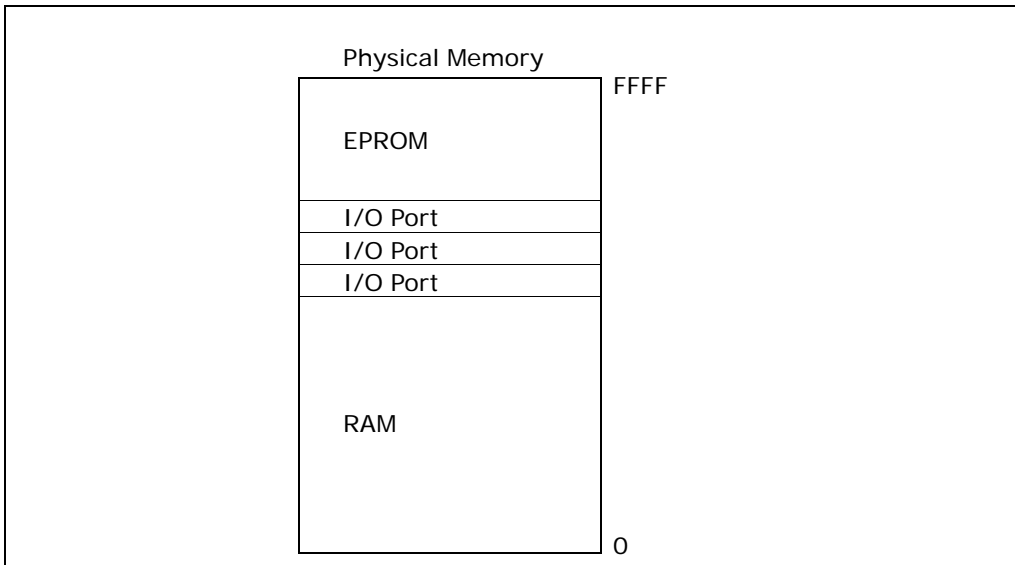 Physical Memory
FFFF
EPROM
I/O Port
I/O Port
I/O Port
RAM
0